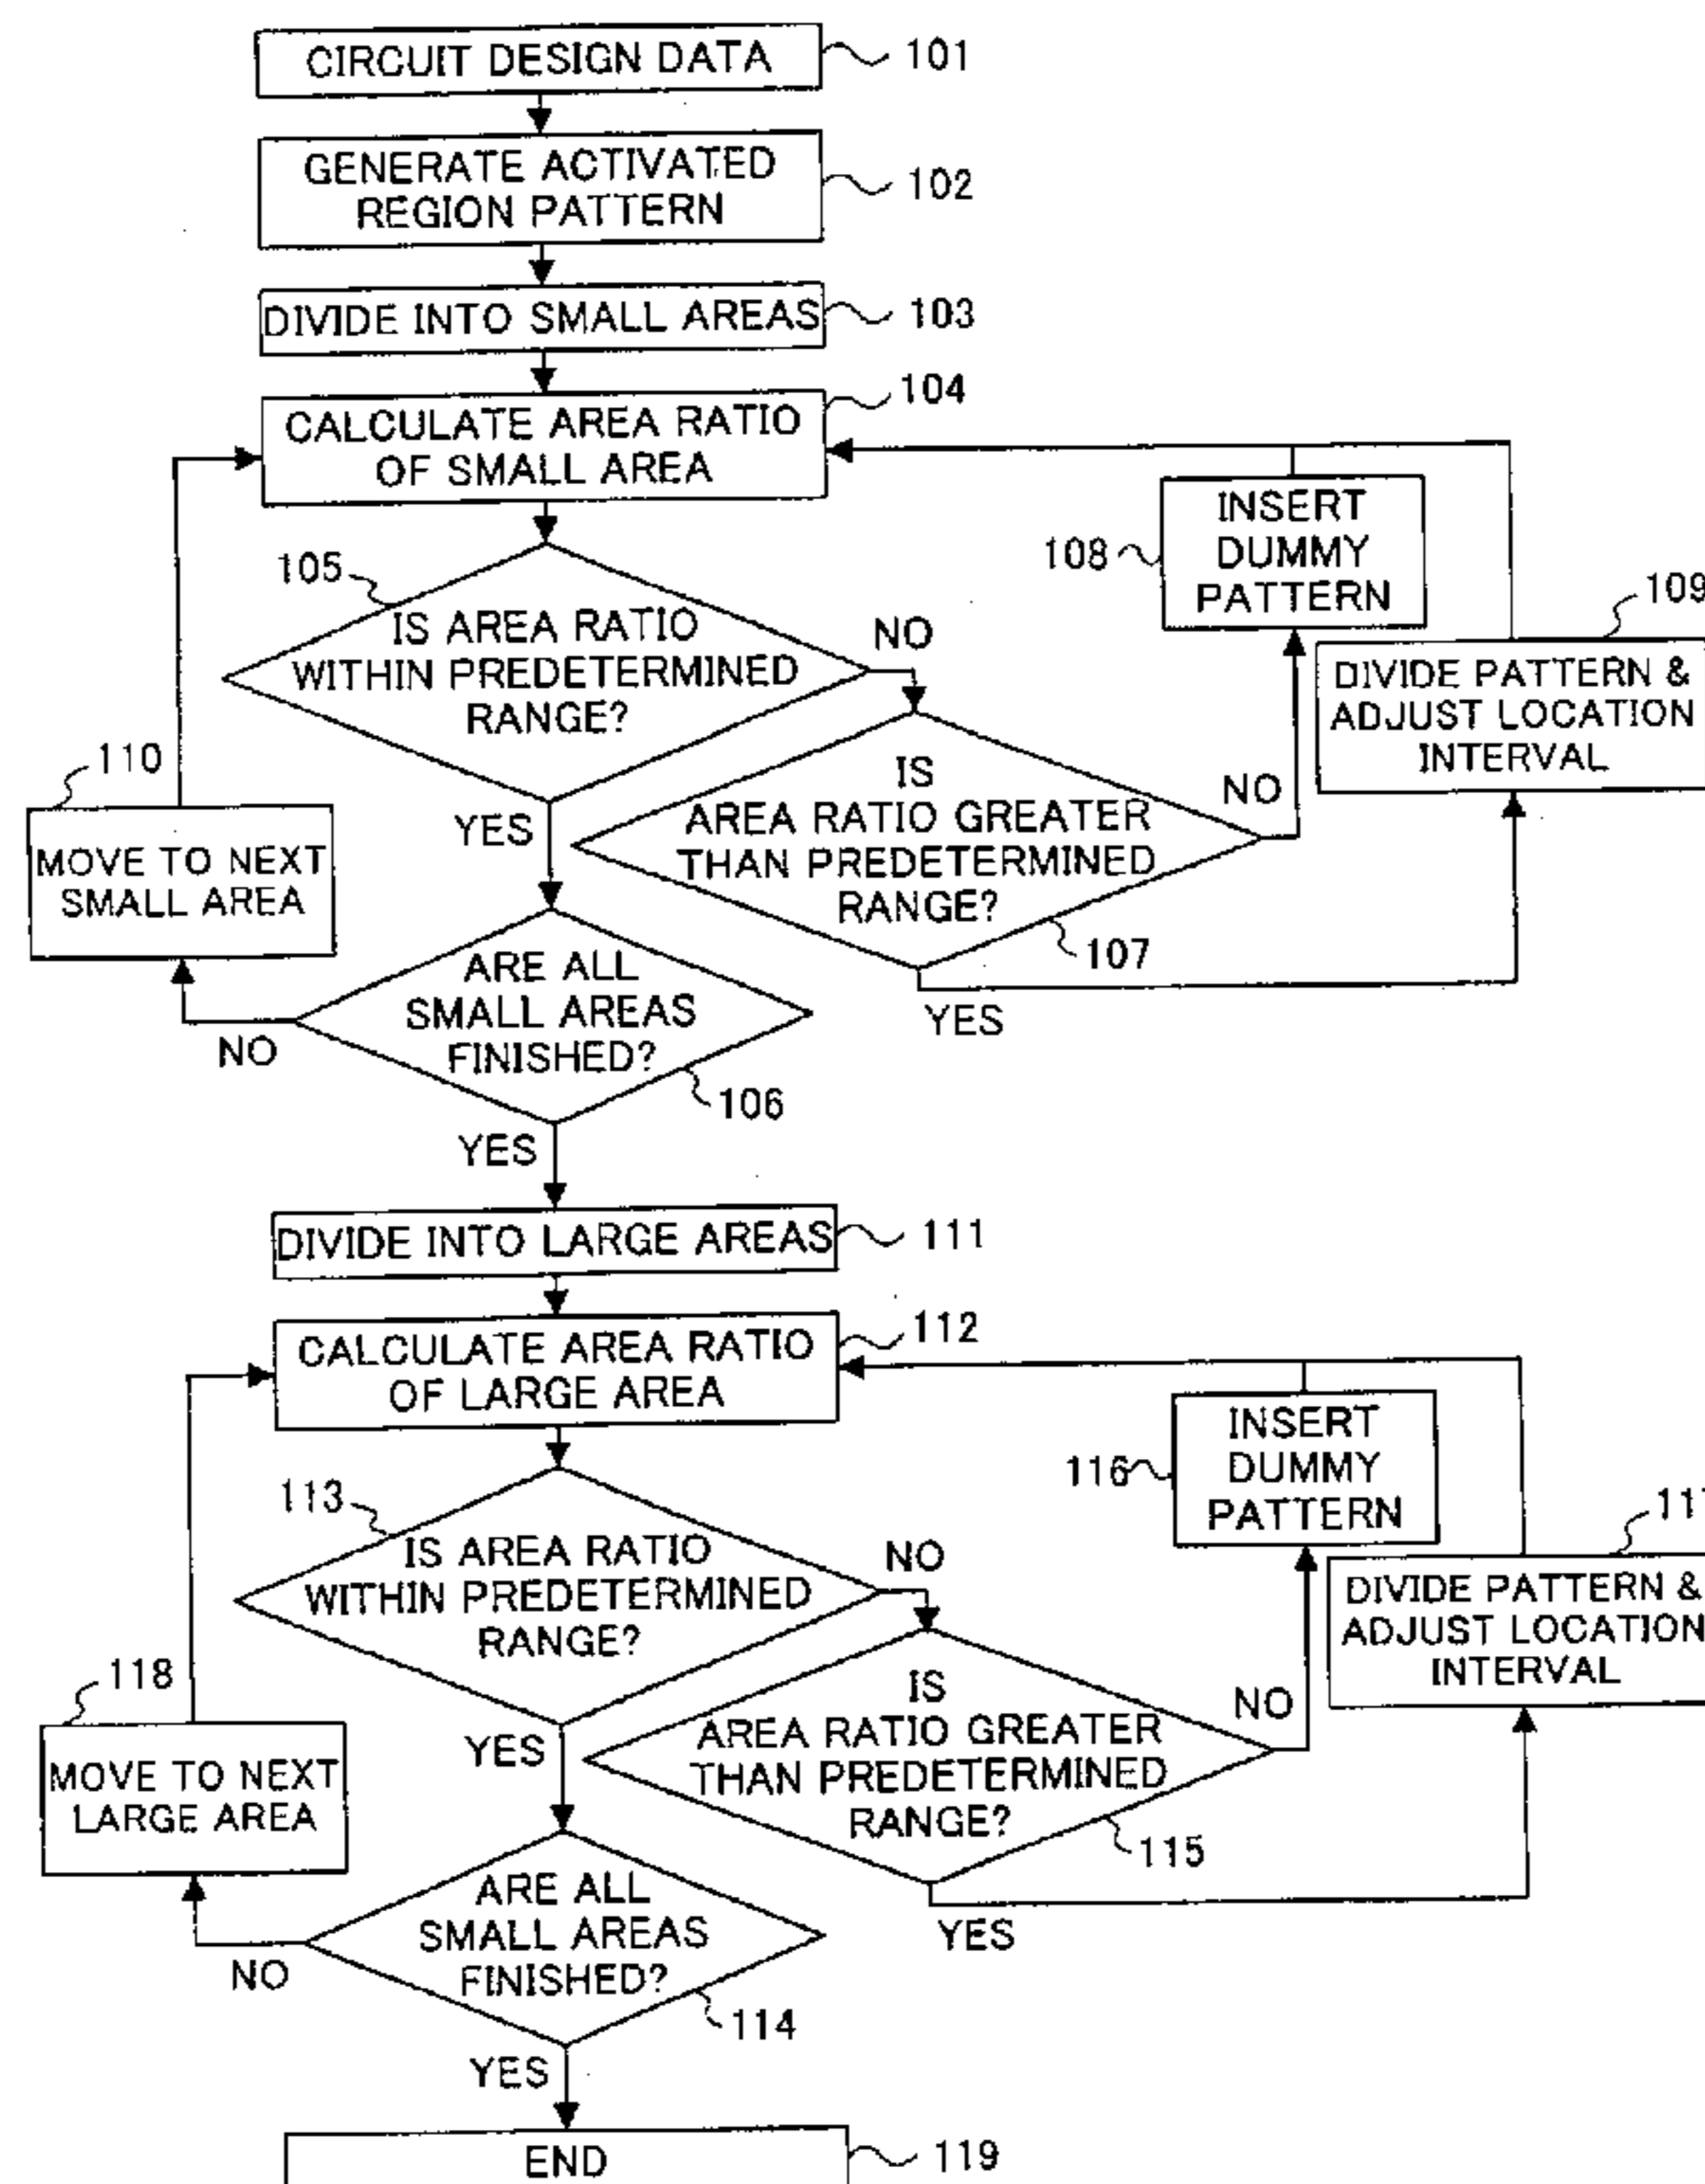 CIRCUIT DESIGN DATA
101
GENERATE ACTIVATED
REGION PATTERN
102
DIVIDE INTO SMALL AREAS
103
CALCULATE AREA RATIO
OF SMALL AREA
104
105
IS AREA RATIO
WITHIN PREDETERMINED
RANGE?
NO
YES
108
INSERT
DUMMY
PATTERN
109
DIVIDE PATTERN &
ADJUST LOCATION
INTERVAL
IS
AREA RATIO GREATER
THAN PREDETERMINED
RANGE?
107
NO
YES
110
MOVE TO NEXT
SMALL AREA
ARE ALL
SMALL AREAS
FINISHED?
106
NO
YES
DIVIDE INTO LARGE AREAS
111
CALCULATE AREA RATIO
OF LARGE AREA
112
113
IS AREA RATIO
WITHIN PREDETERMINED
RANGE?
NO
YES
116
INSERT
DUMMY
PATTERN
DIVIDE PATTERN &
ADJUST LOCATION
INTERVAL
IS
AREA RATIO GREATER
THAN PREDETERMINED
RANGE?
115
NO
YES
118
MOVE TO NEXT
LARGE AREA
ARE ALL
SMALL AREAS
FINISHED?
114
NO
YES
END
119